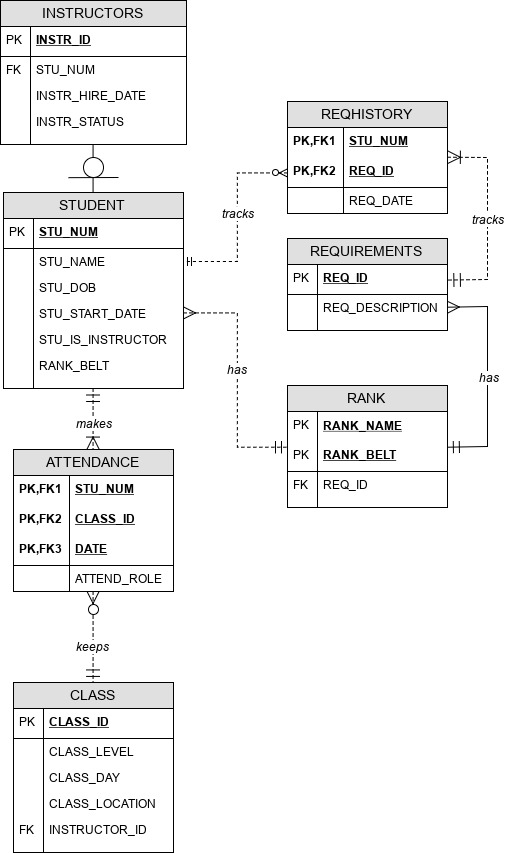 INSTRUCTORS
PK INSTR_ID
FK STU_NUM
INSTR_HIRE_DATE
INSTR_STATUS
STUDENT
PK STU_NUM
STU_NAME
STU_DOB
STU_START_DATE
STU_IS_INSTRUCTOR
RANK_BELT
makes
ATTENDANCE
PK,FK1 STU_NUM
PK,FK2 CLASS_ID
PK,FK3 DATE
ATTEND_ROLE
keeps
CLASS
PK CLASS_ID
CLASS_LEVEL
CLASS_DAY
CLASS_LOCATION
FK INSTRUCTOR_ID
tracks
has
REQHISTORY
PK,FK1 STU_NUM
PK,FK2 REQ_ID
REQ_DATE
tracks
REQUIREMENTS
PK REQ_ID
REQ_DESCRIPTION
has
RANK
PK RANK_NAME
PK RANK_BELT
FK REQ_ID